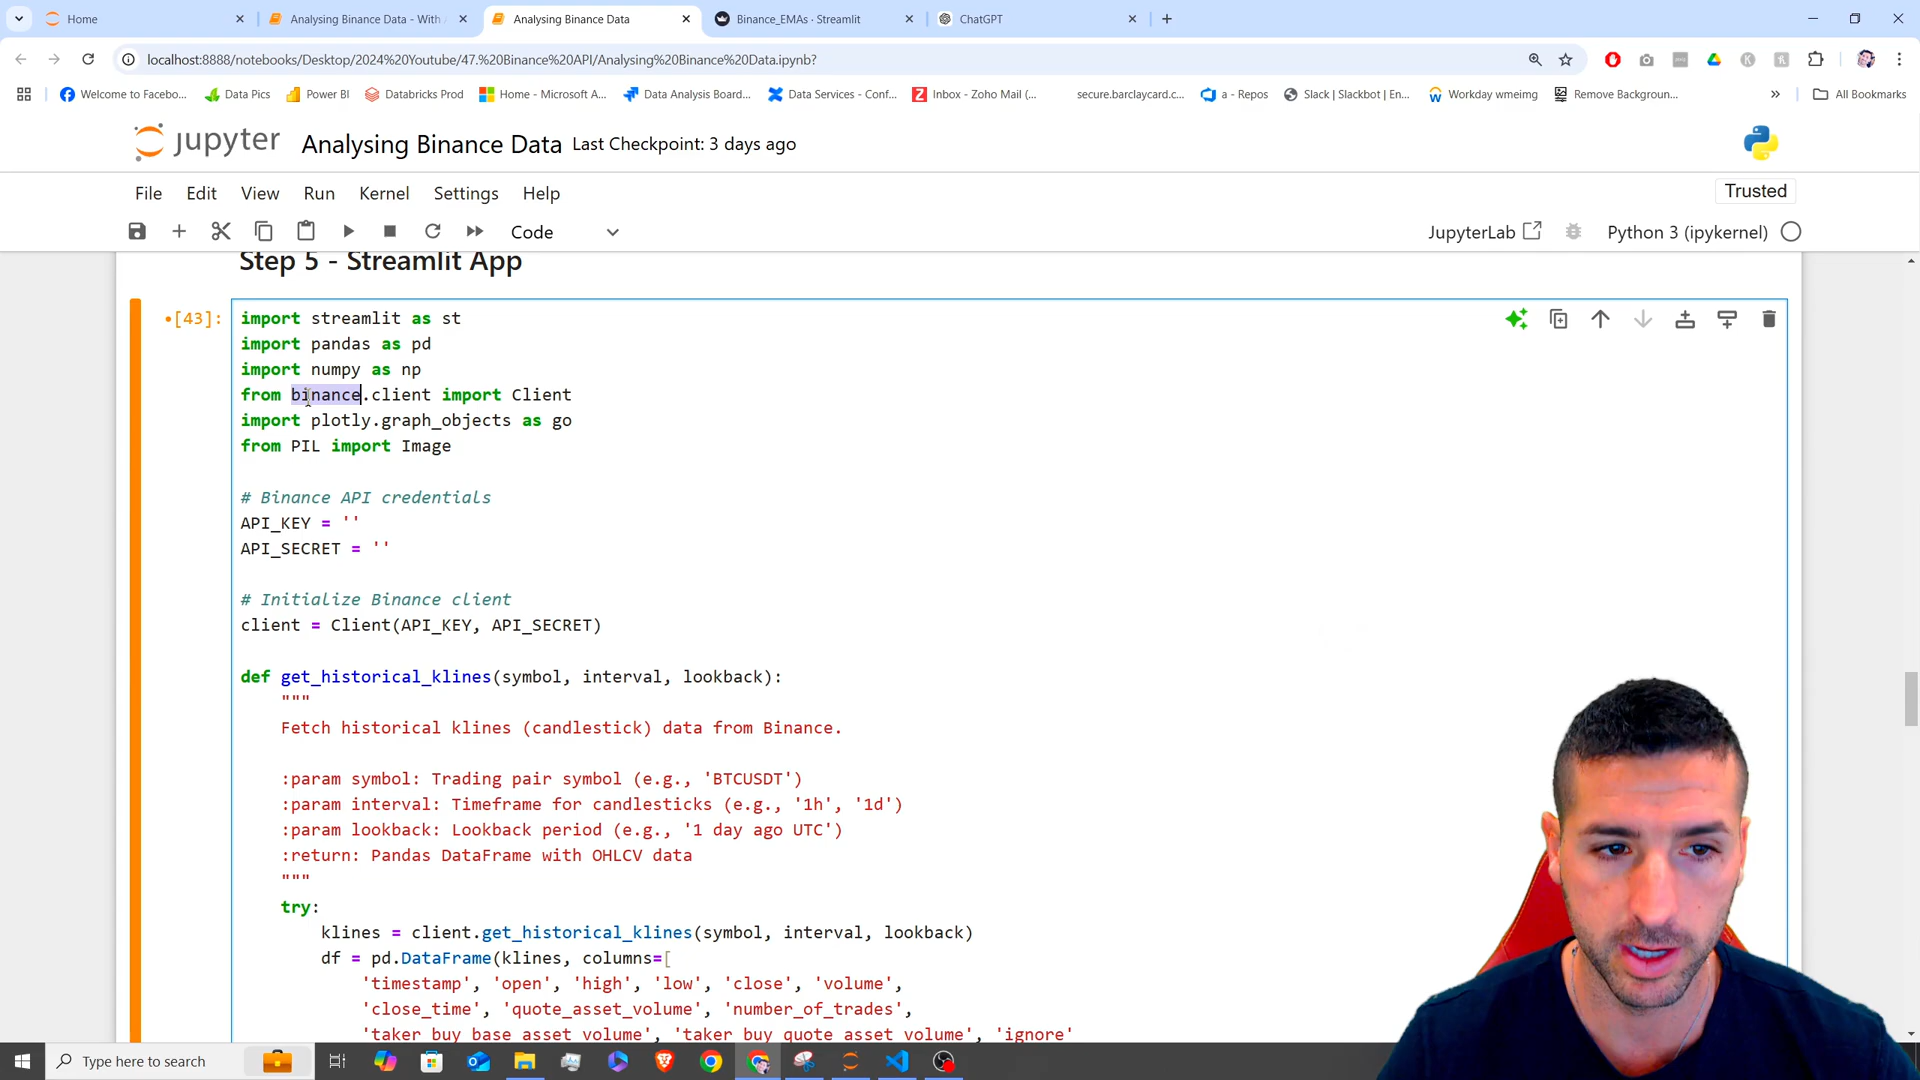 Home
Analysing Binance Data - With
Analysing Binance Data
Binance_EMAs · Streamlit
ChatGPT
localhost:8888/notebooks/Desktop/2024%20Youtube/47.%20Binance%20API/Analysing%20Binance%20Data.ipynb?
Welcome to Facebo...
Data Pics
Power BI
Databricks Prod
Home - Microsoft A...
Data Analysis Board...
Data Services - Conf...
Inbox - Zoho Mail (...
secure.barclaycard.c...
a - Repos
Slack | Slackbot | En...
Workday wmeimg
Remove Backgroun...
All Bookmarks
jupyter
Analysing Binance Data
Last Checkpoint: 3 days ago
File
Edit
View
Run
Kernel
Settings
Help
Trusted
Code
JupyterLab
Python 3 (ipykernel)
Step 5 - Streamlit App
[43]:
import streamlit as st
import pandas as pd
import numpy as np
from binance.client import Client
import plotly.graph_objects as go
from PIL import Image
# Binance API credentials
API_KEY = ''
API_SECRET = ''
# Initialize Binance client
client = Client(API_KEY, API_SECRET)
def get_historical_klines(symbol, interval, lookback):
"""
Fetch historical klines (candlestick) data from Binance.
:param symbol: Trading pair symbol (e.g., 'BTCUSDT')
:param interval: Timeframe for candlesticks (e.g., '1h', '1d')
:param lookback: Lookback period (e.g., '1 day ago UTC')
:return: Pandas DataFrame with OHLCV data
"""
try:
klines = client.get_historical_klines(symbol, interval, lookback)
df = pd.DataFrame(klines, columns=[
'timestamp', 'open', 'high', 'low', 'close', 'volume',
'close_time', 'quote_asset_volume', 'number_of_trades',
'taker_buy_base_asset_volume', 'taker_buy_quote_asset_volume', 'ignore'
Type here to search